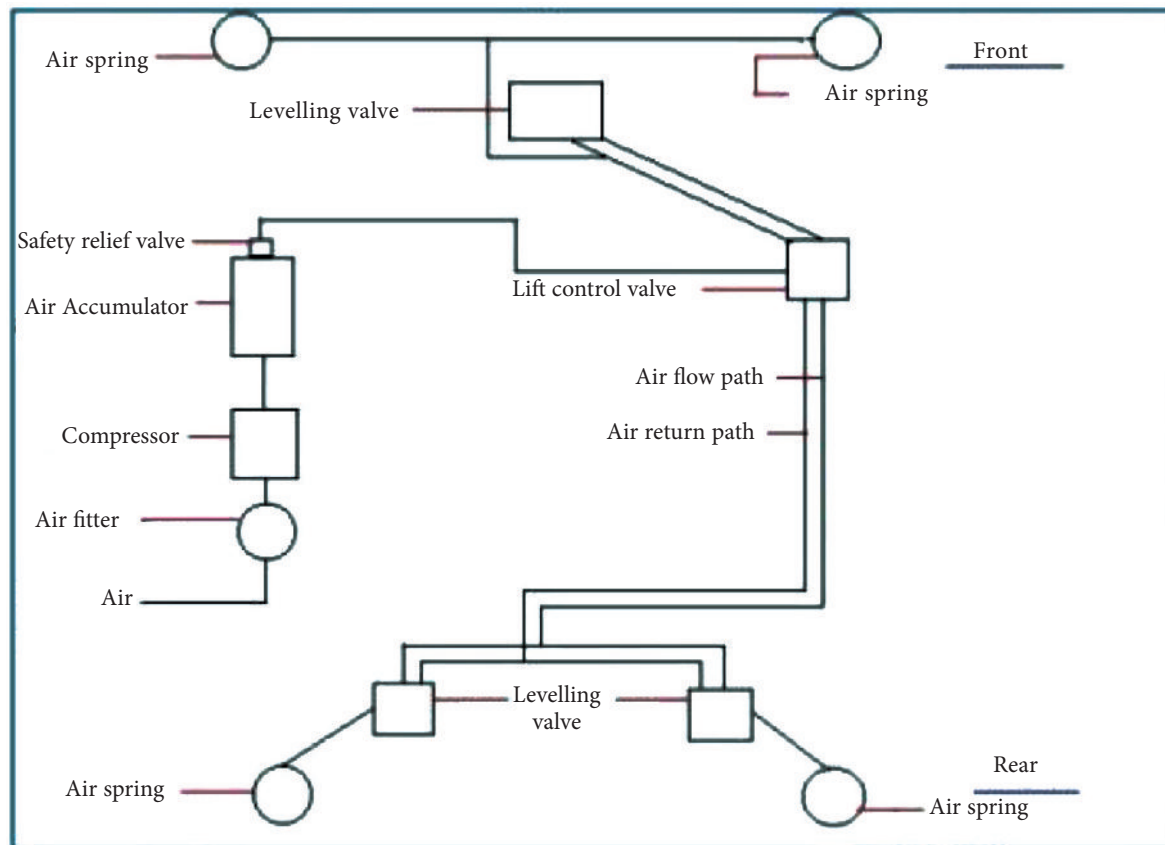 Air spring
Front
Air spring
Levelling valve
Safety relief valve
Lift control valve
Air Accumulator
Air flow path
Air return path
Compressor
Air fitter
Air
Levelling
valve
Rear
Air spring
Air spring